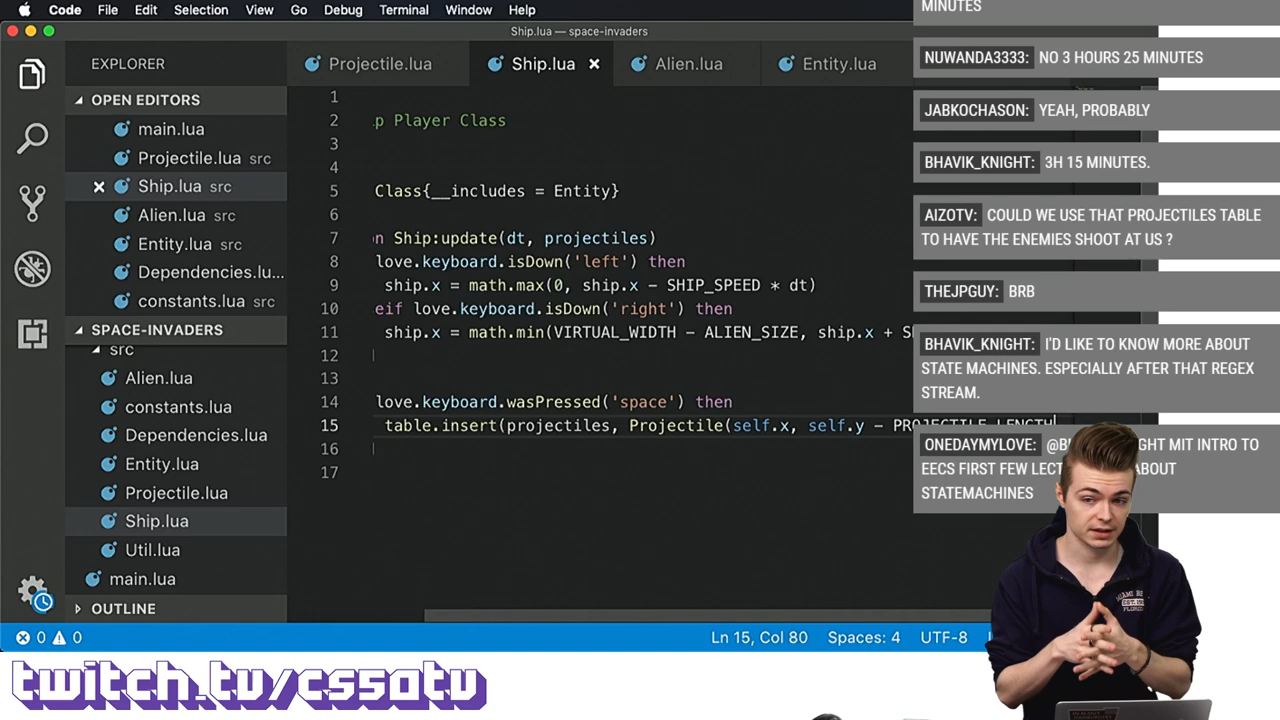 Code File Edit Selection View Go Debug Terminal Window Help
Ship.lua — space-invaders
EXPLORER
OPEN EDITORS
main.lua
Projectile.lua src
Ship.lua src
Alien.lua src
Entity.lua src
Dependencies.lu...
constants.lua src
SPACE-INVADERS
src
Alien.lua
constants.lua
Dependencies.lua
Entity.lua
Projectile.lua
Ship.lua
Util.lua
main.lua
OUTLINE
Projectile.lua Ship.lua Alien.lua Entity.lua
1
2 p Player Class
3
4
5 Class{__includes = Entity}
6
7 n Ship:update(dt, projectiles)
8 love.keyboard.isDown('left') then
9 ship.x = math.max(0, ship.x - SHIP_SPEED * dt)
10 eif love.keyboard.isDown('right') then
11 ship.x = math.min(VIRTUAL_WIDTH - ALIEN_SIZE, ship.x + S
12
13
14 love.keyboard.wasPressed('space') then
15 table.insert(projectiles, Projectile(self.x, self.y - PROJECTILE_LENGTH
16
17
0 0 Ln 15, Col 80 Spaces: 4 UTF-8
MINUTES
NUWANDA3333: NO 3 HOURS 25 MINUTES
JABKOCHASON: YEAH, PROBABLY
BHAVIK_KNIGHT: 3H 15 MINUTES.
AIZOTV: COULD WE USE THAT PROJECTILES TABLE
TO HAVE THE ENEMIES SHOOT AT US ?
THEJPGUY: BRB
BHAVIK_KNIGHT: I'D LIKE TO KNOW MORE ABOUT
STATE MACHINES. ESPECIALLY AFTER THAT REGEX
STREAM.
ONEDAYMYLOVE: GHT MIT INTRO TO
EECS FIRST FEW LECT ABOUT
STATEMACHINES
twitch.tv/cs50tv